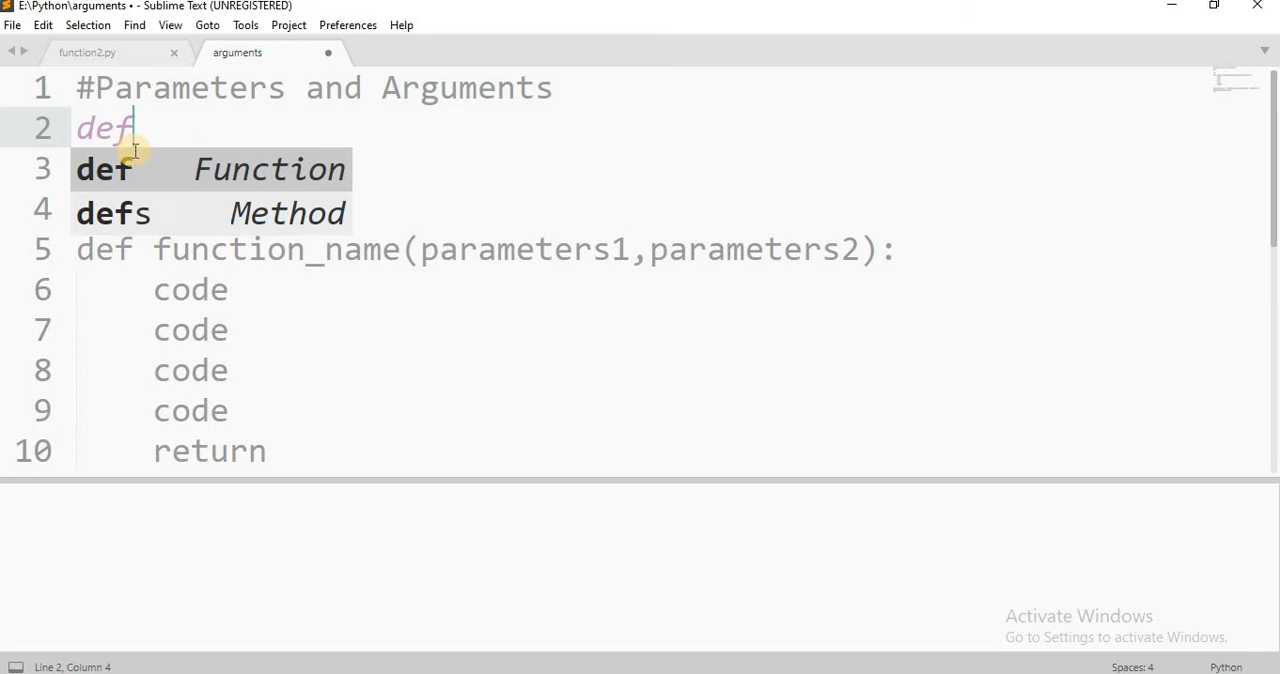 E:\Python\arguments • - Sublime Text (UNREGISTERED)
File Edit Selection Find View Goto Tools Project Preferences Help
function2.py arguments
1 #Parameters and Arguments
2 def
3 def Function
4 defs Method
5 def function_name(parameters1,parameters2):
6 code
7 code
8 code
9 code
10 return
Activate Windows
Go to Settings to activate Windows.
Line 2, Column 4 Spaces: 4 Python